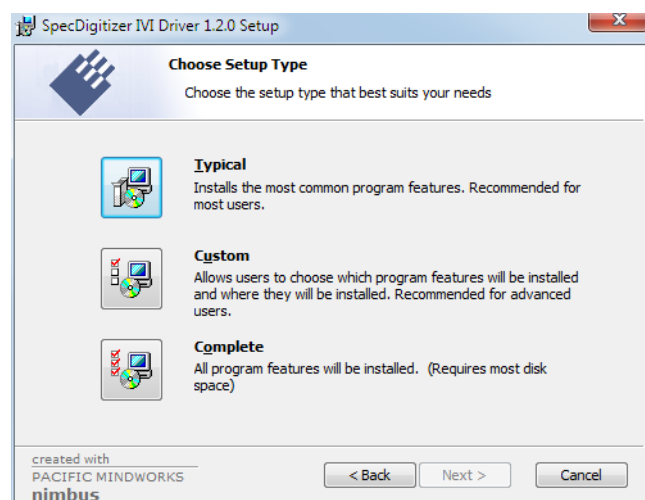 SpecDigitizer IVI Driver 1.2.0 Setup
Choose Setup Type
Choose the setup type that best suits your needs
Typical
Installs the most common program features. Recommended for
most users.
Custom
Allows users to choose which program features will be installed
and where they will be installed. Recommended for advanced
users.
Complete
All program features will be installed. (Requires most disk
space)
created with
PACIFIC MINDWORKS
nimbus
< Back
Next >
Cancel